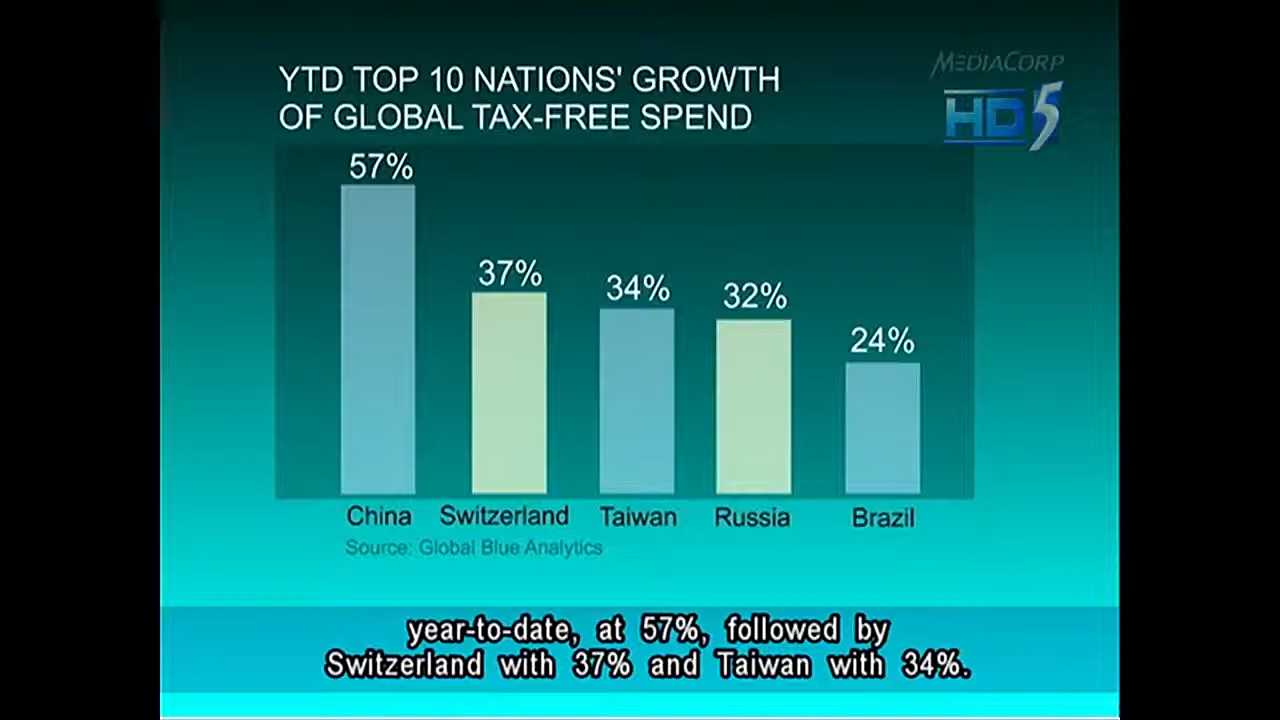 YTD TOP 10 NATIONS' GROWTH
OF GLOBAL TAX-FREE SPEND
MEDIACORP
HD5
57%
37%
34%
32%
24%
China
Switzerland
Taiwan
Russia
Brazil
Source: Global Blue Analytics
year-to-date, at 57%, followed by
Switzerland with 37% and Taiwan with 34%.